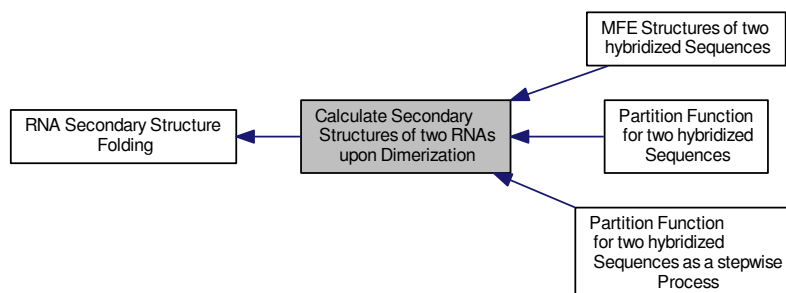 RNA Secondary Structure
Folding
Calculate Secondary
Structures of two RNAs
upon Dimerization
MFE Structures of two
hybridized Sequences
Partition Function
for two hybridized
Sequences
Partition Function
for two hybridized
Sequences as a stepwise
Process